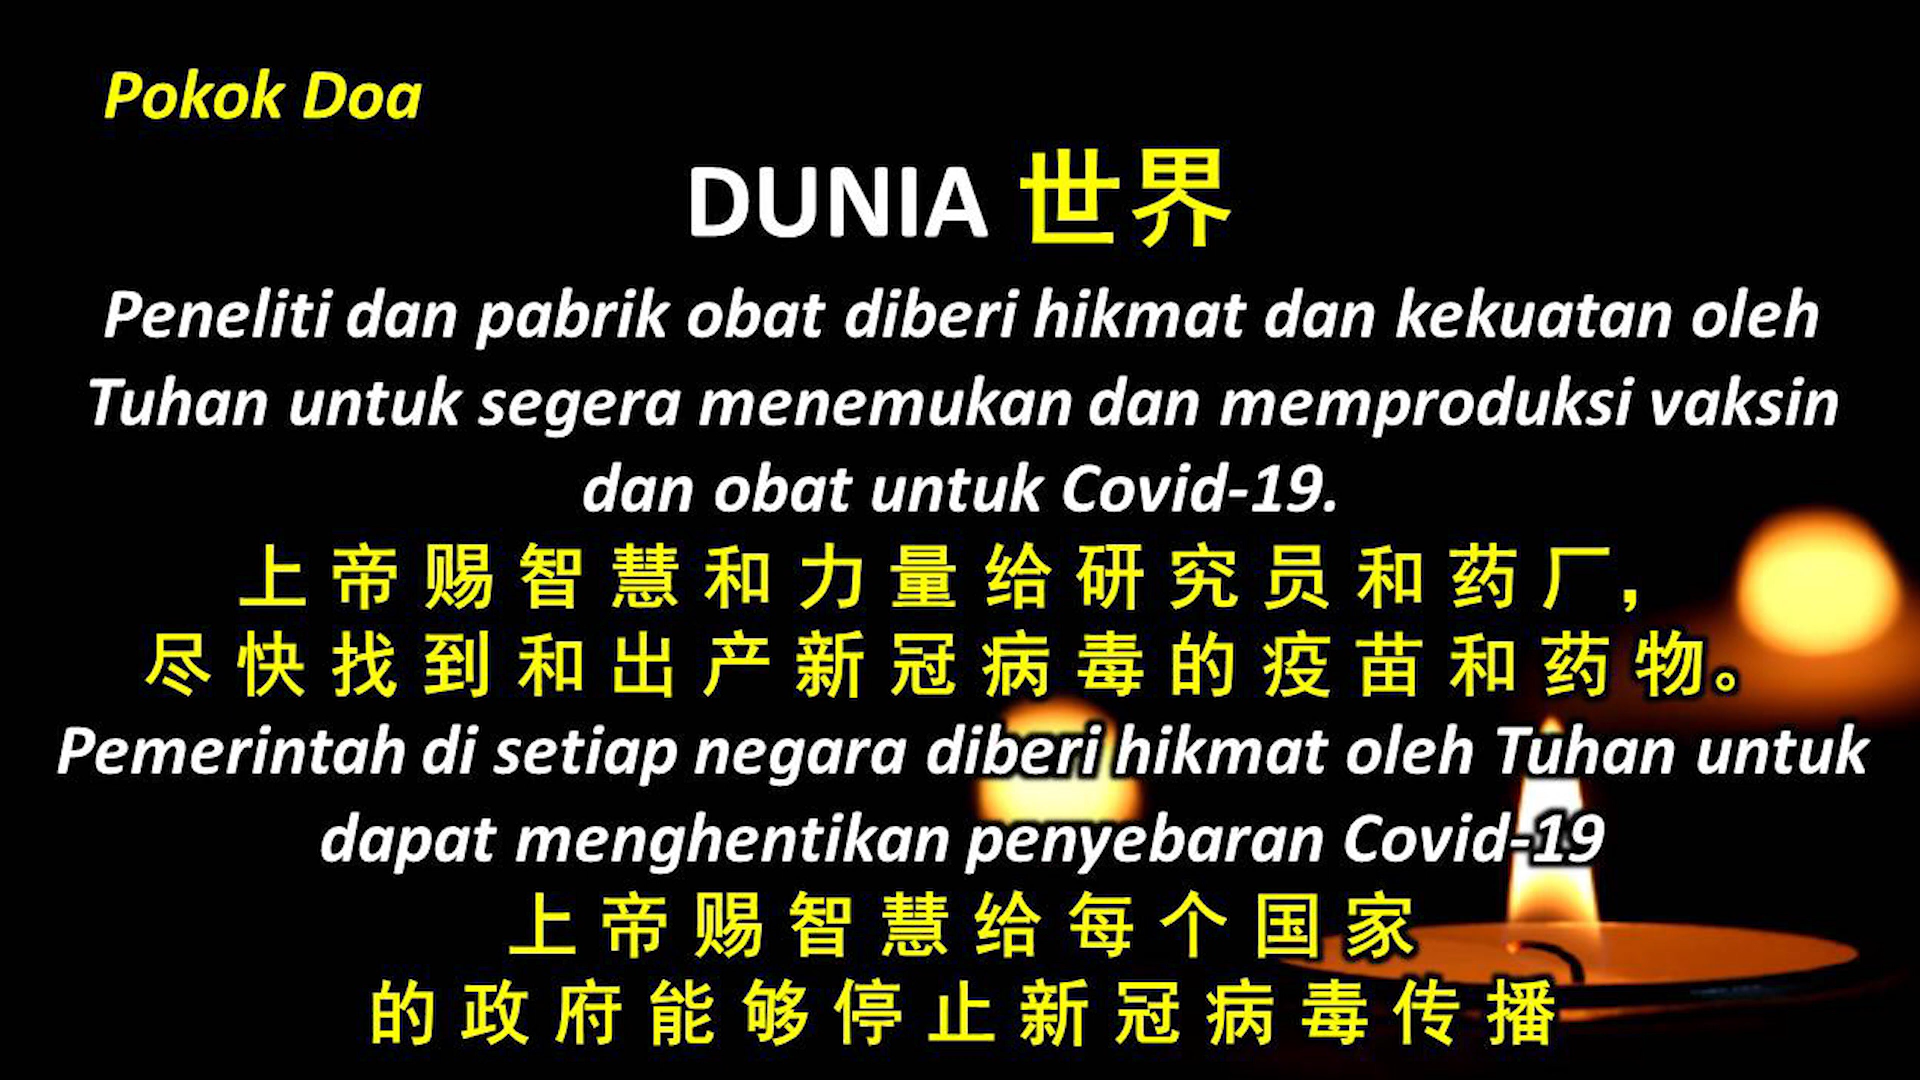 Pokok Doa
DUNIA 世界
Peneliti dan pabrik obat diberi hikmat dan kekuatan oleh
Tuhan untuk segera menemukan dan memproduksi vaksin
dan obat untuk Covid-19.
上帝赐智慧和力量给研究员和药厂，
尽快找到和出产新冠病毒的疫苗和药物。
Pemerintah di setiap negara diberi hikmat oleh Tuhan untuk
dapat menghentikan penyebaran Covid-19
上帝赐智慧给每个国家
的政府能够停止新冠病毒传播